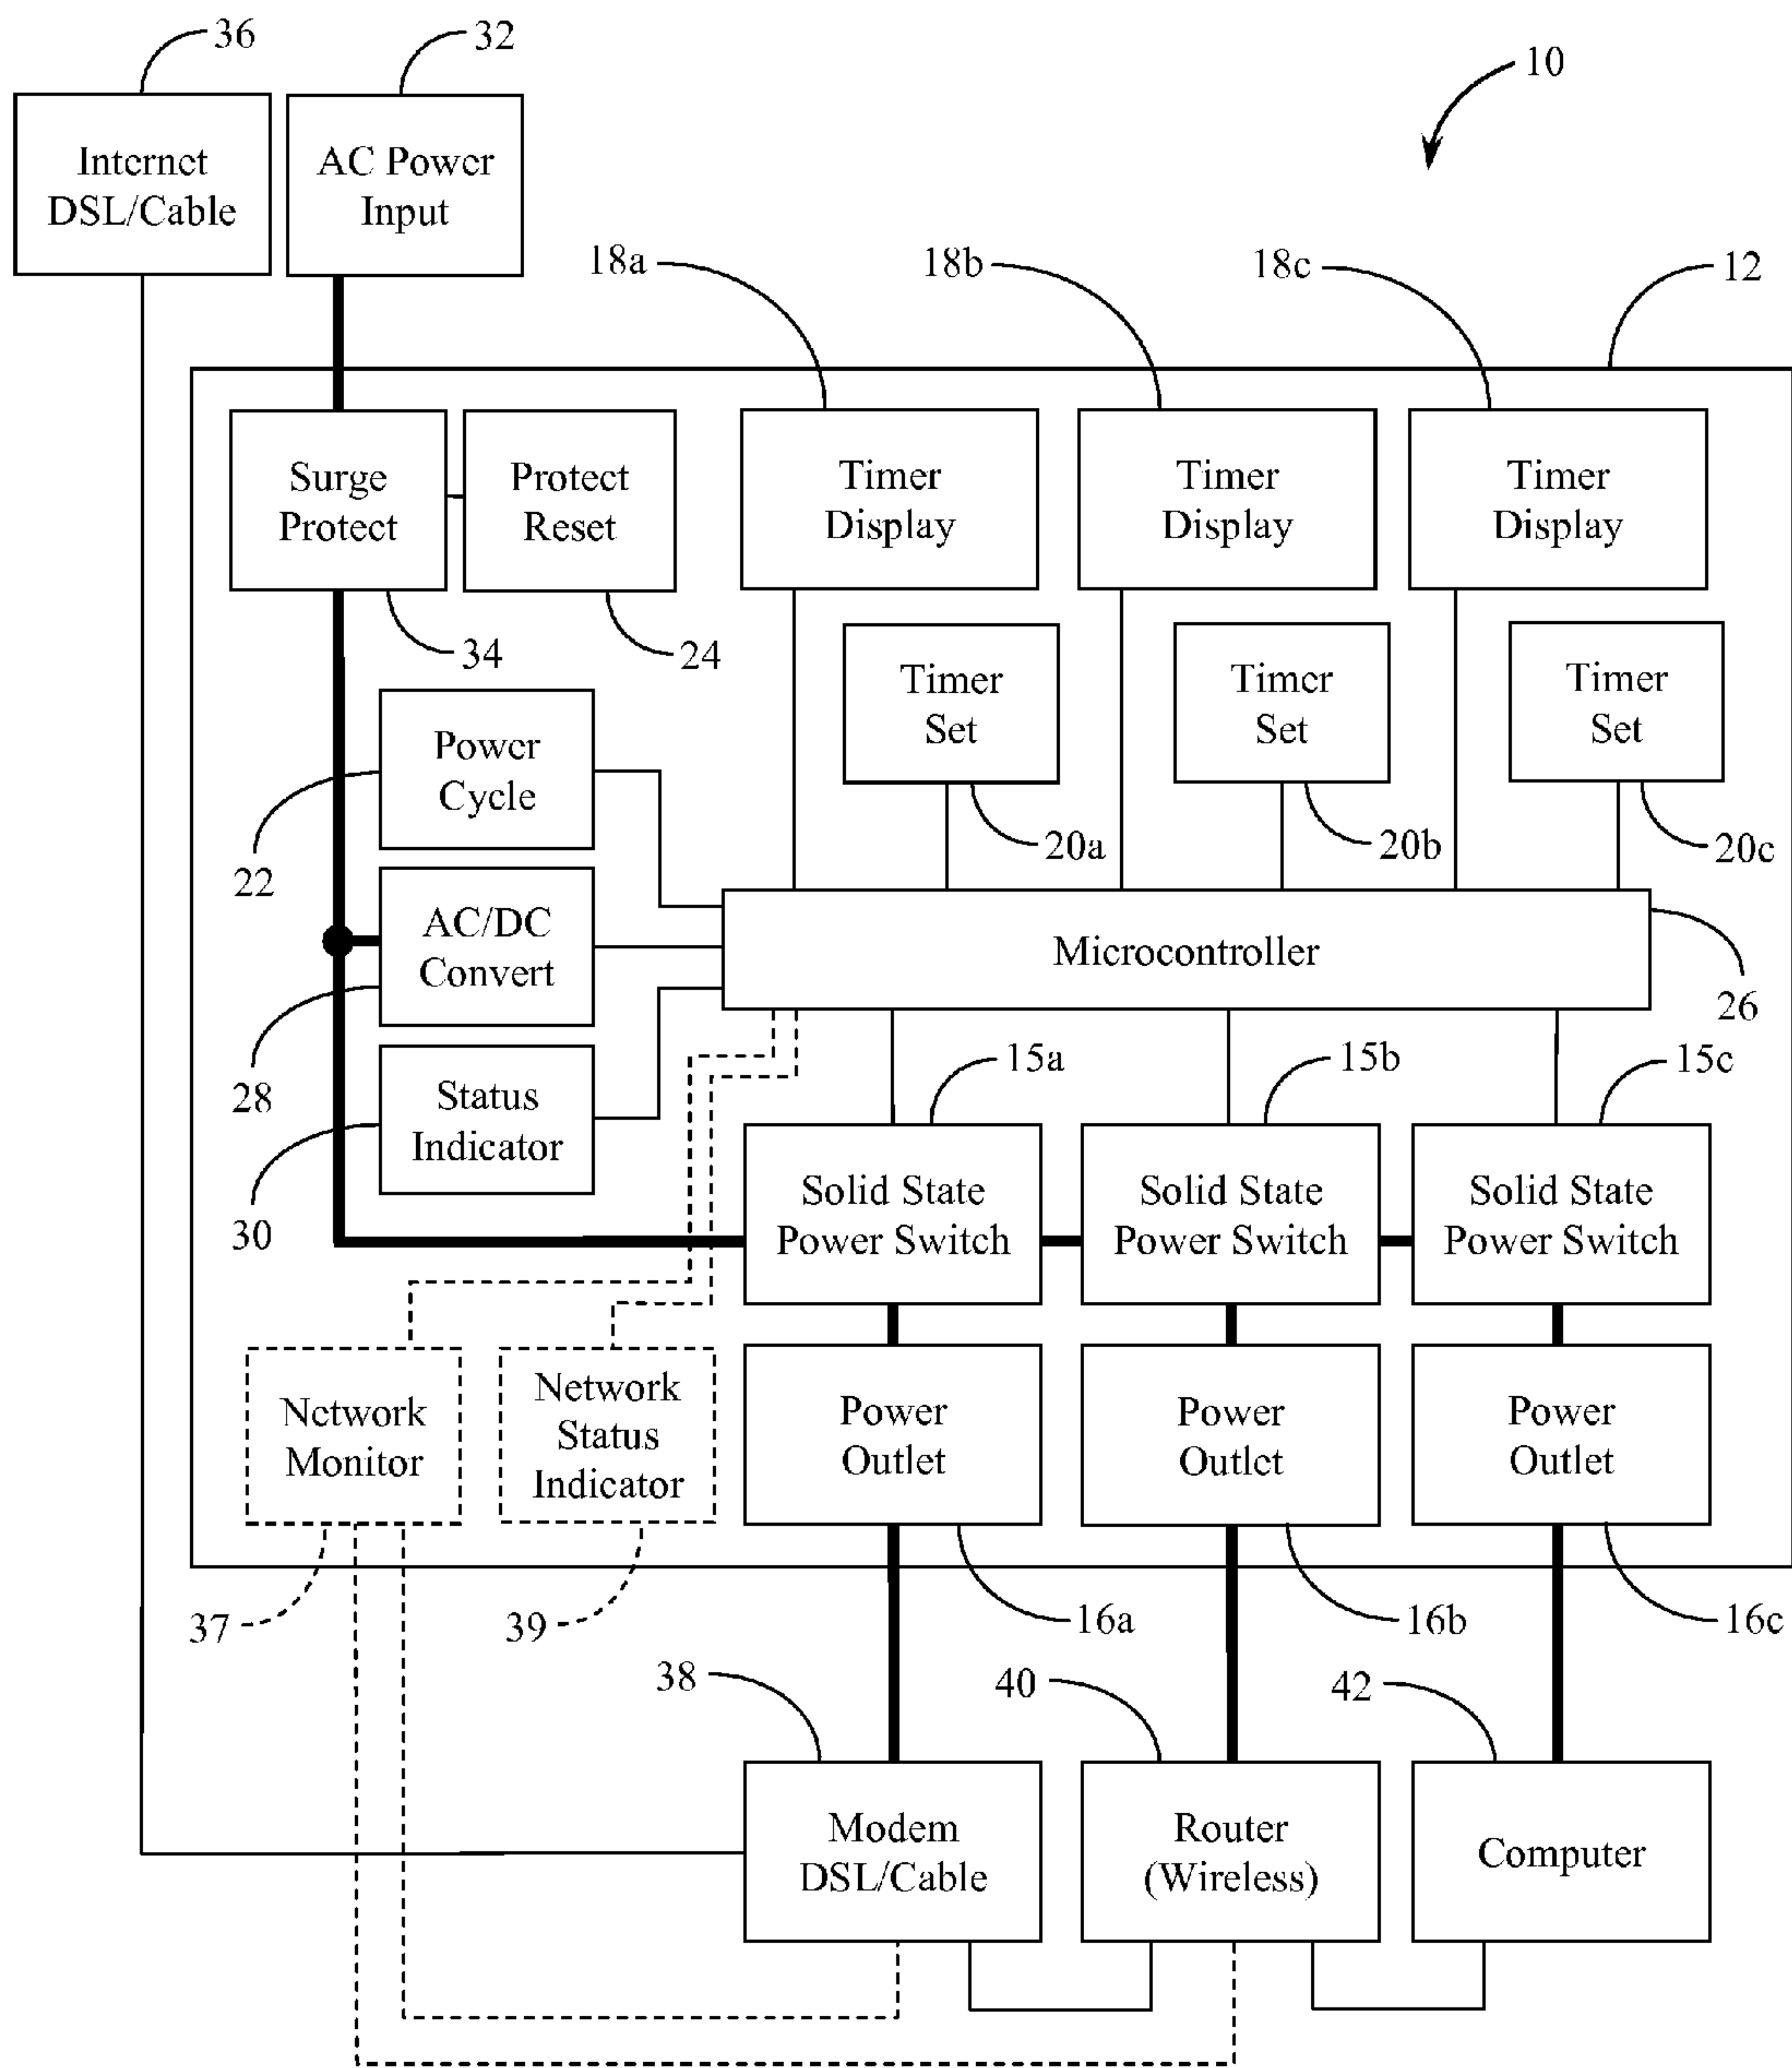 36
32
10
Internet
DSL/Cable
AC Power
Input
18a
18b
18c
12
Surge
Protect
Protect
Reset
Timer
Display
Timer
Display
Timer
Display
34
24
Timer
Set
Timer
Set
Timer
Set
Power
Cycle
20a
20b
20c
22
AC/DC
Convert
Microcontroller
26
28
15a
15b
15c
Status
Indicator
30
Solid State
Power Switch
Solid State
Power Switch
Solid State
Power Switch
Network
Monitor
Network
Status
Indicator
Power
Outlet
Power
Outlet
Power
Outlet
37
39
16a
16b
16c
38
40
42
Modem
DSL/Cable
Router
(Wireless)
Computer